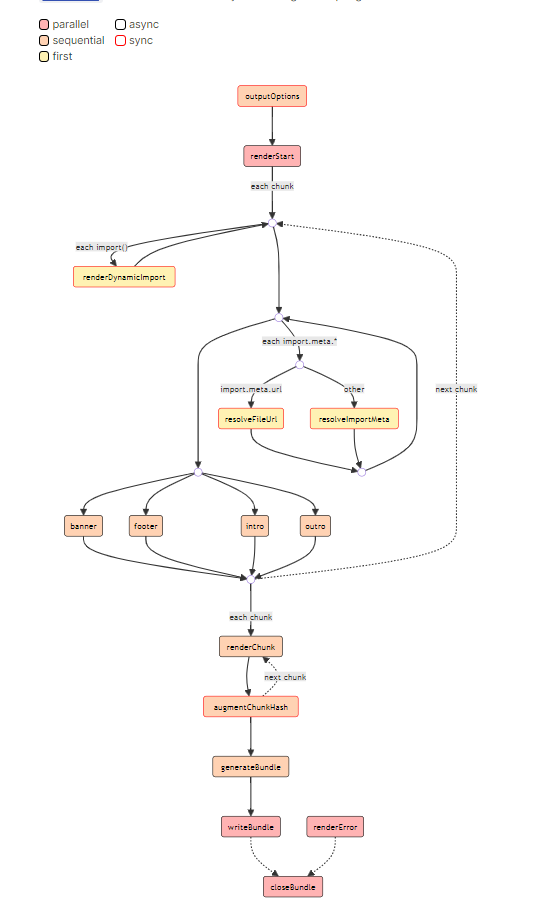 parallel
async
sequential
sync
first
outputOptions
renderStart
each chunk
each import()
renderDynamicImport
each import.meta.*
import.meta.url
other
next chunk
resolveFileUrl
resolveImportMeta
banner
footer
intro
outro
each chunk
renderChunk
next chunk
augmentChunkHash
generateBundle
writeBundle
renderError
closeBundle